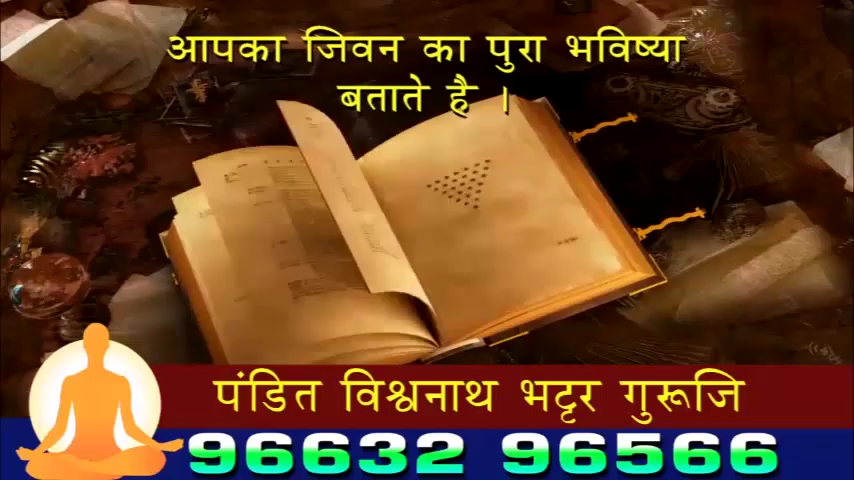 आपका जिवन का पुरा भविष्या
बताते है ।
पंडित विश्वनाथ भट्टर गुरूजि
96632 96566